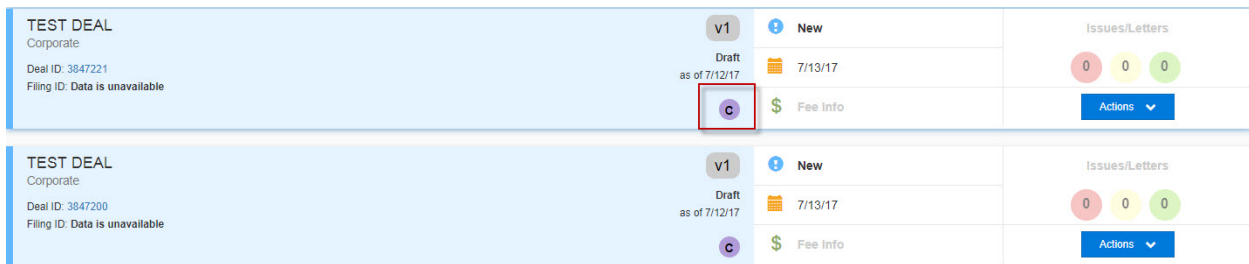 TEST DEAL
Corporate
Deal ID: 3847221
Filing ID: Data is unavailable
v1
Draft
as of 7/12/17
C
New
7/13/17
$ Fee Info
Issues/Letters
0 0 0
Actions
TEST DEAL
Corporate
Deal ID: 3847200
Filing ID: Data is unavailable
v1
Draft
as of 7/12/17
C
New
7/13/17
$ Fee Info
Issues/Letters
0 0 0
Actions